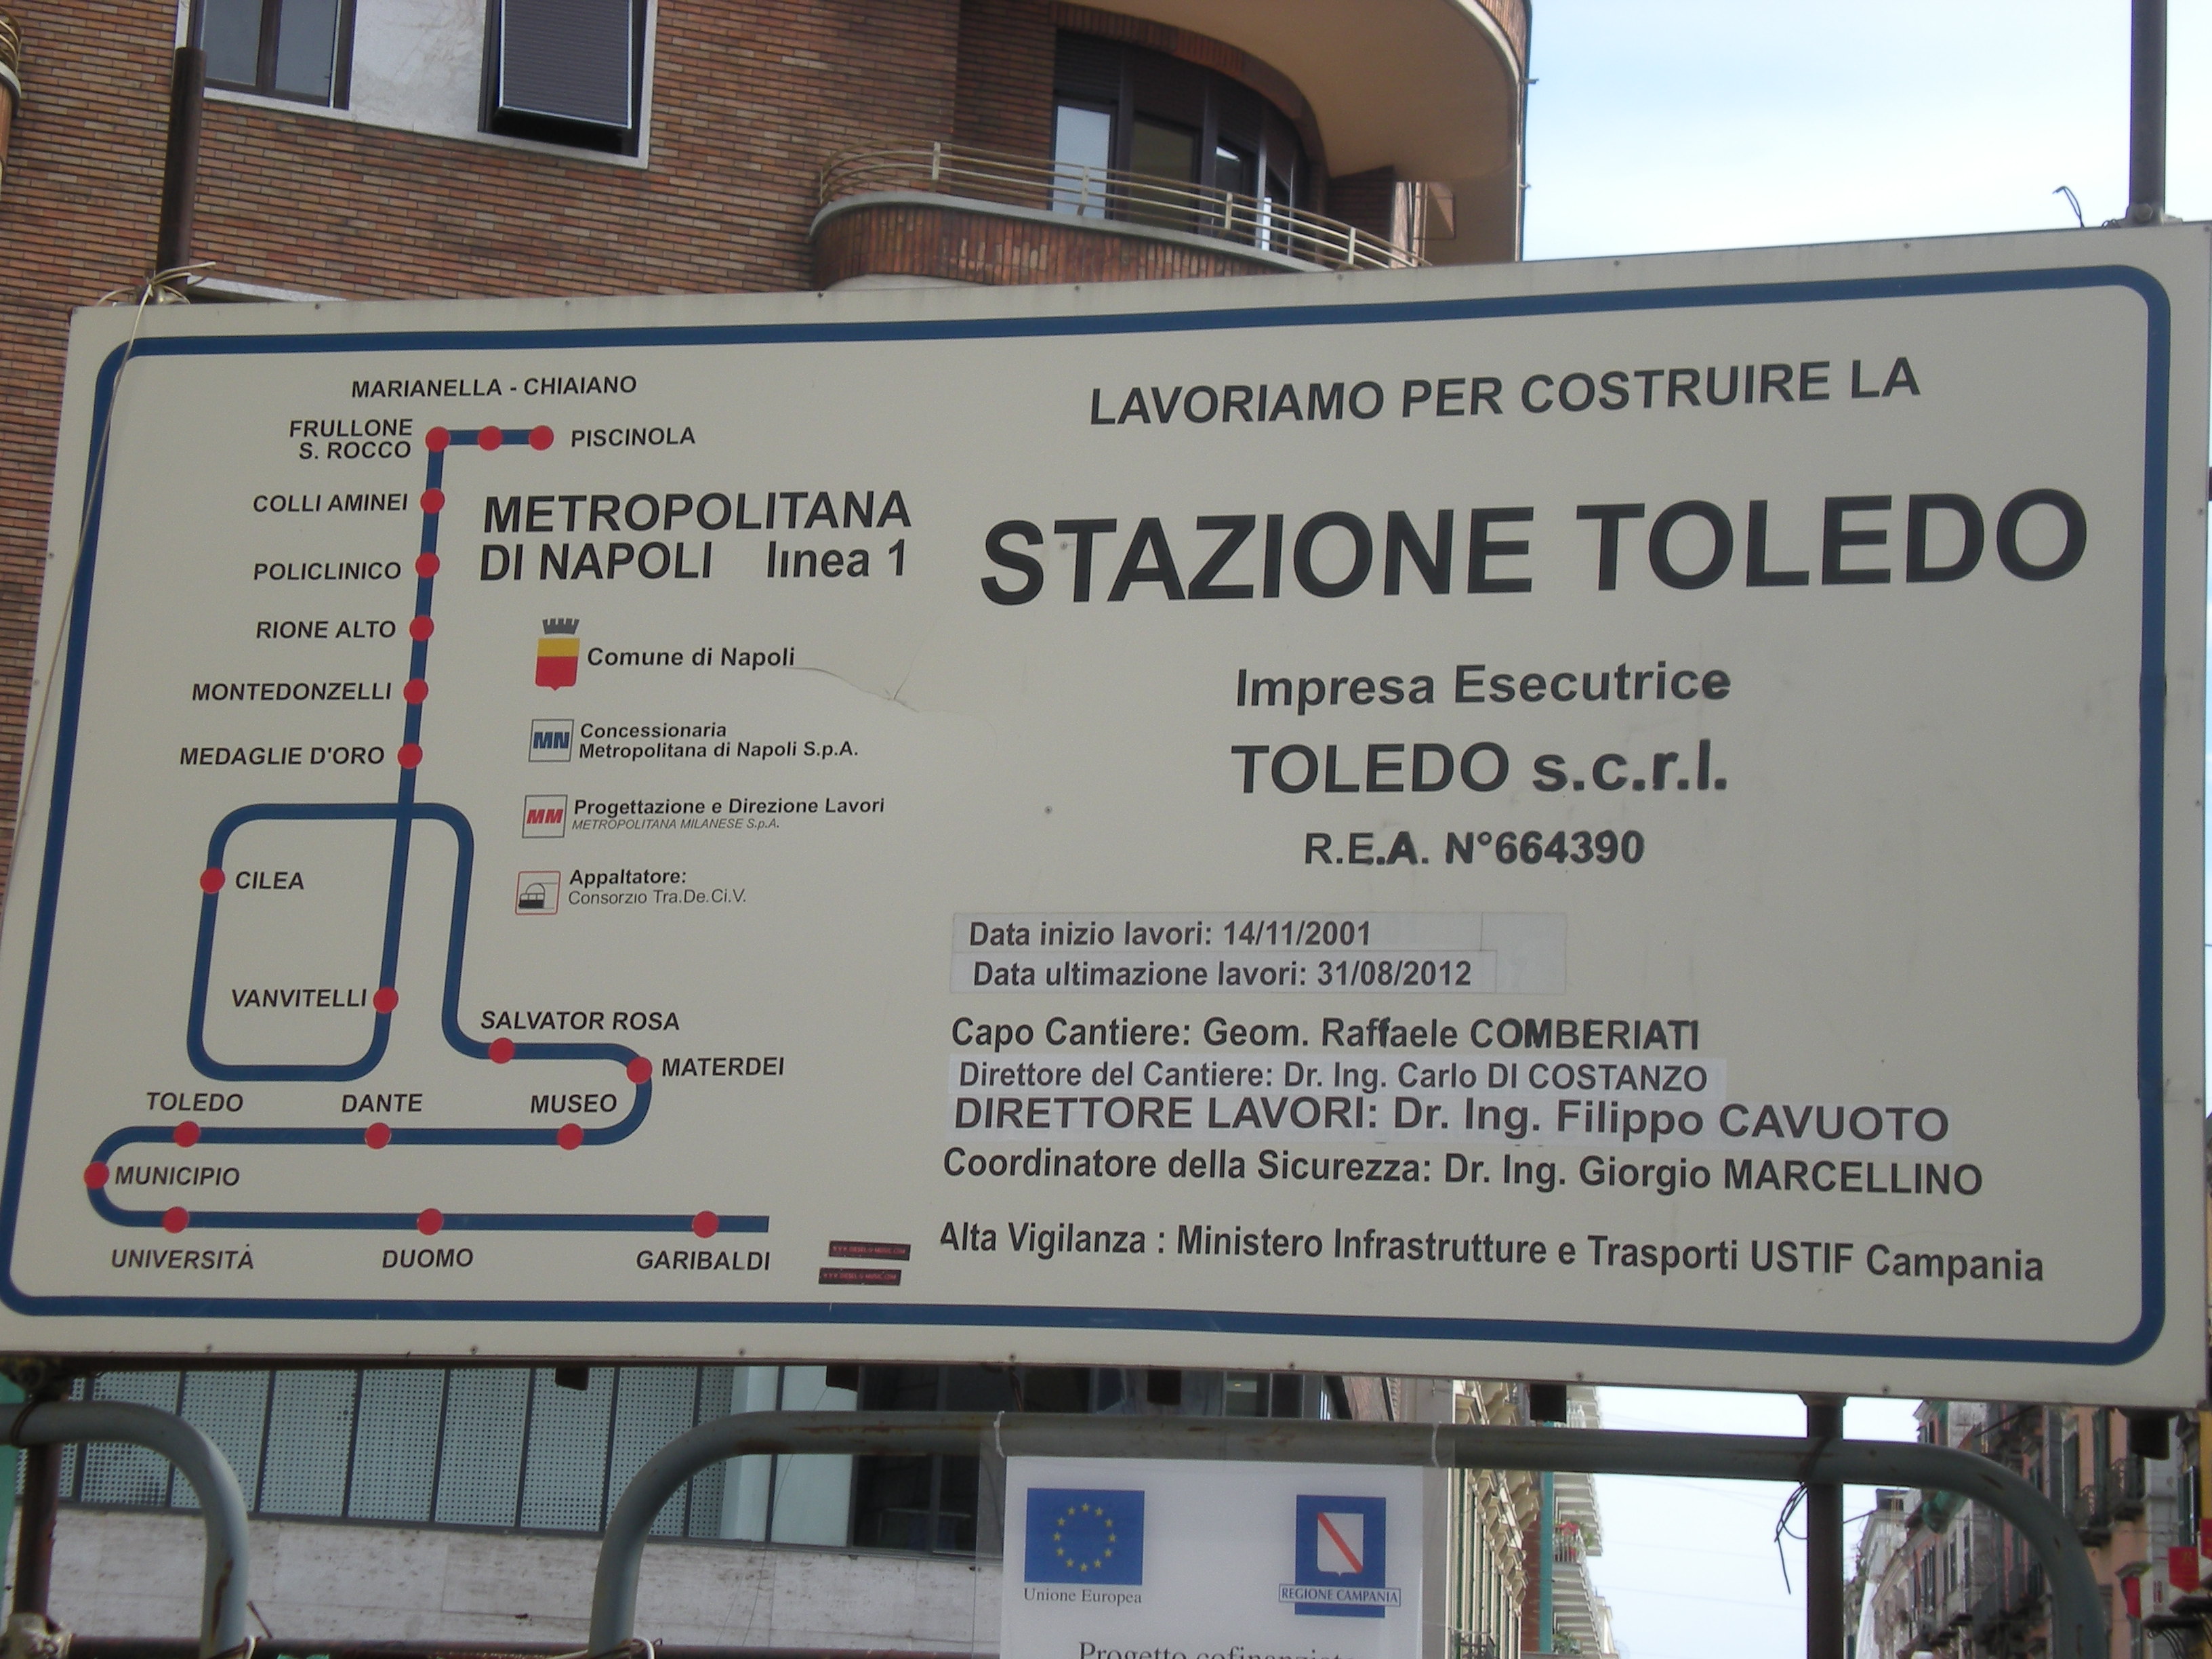 MARIANELLA - CHIAIANO
FRULLONE
S. ROCCO
PISCINOLA
COLLI AMINEI
POLICLINICO
RIONE ALTO
MONTEDONZELLI
MEDAGLIE D'ORO
CILEA
VANVITELLI
SALVATOR ROSA
MATERDEI
TOLEDO
DANTE
MUSEO
MUNICIPIO
UNIVERSITÀ
DUOMO
GARIBALDI
METROPOLITANA
DI NAPOLI lınea 1
Comune di Napoli
MN
Concessionaria
Metropolitana di Napoli S.p.A.
MM
Progettazione e Direzione Lavori
METROPOLITANA MILANESE S.p.A.
Appaltatore:
Consorzio Tra.De.Ci.V.
LAVORIAMO PER COSTRUIRE LA
STAZIONE TOLEDO
Impresa Esecutrice
TOLEDO s.c.r.l.
R.E.A. N°664390
Data inizio lavori: 14/11/2001
Data ultimazione lavori: 31/08/2012
Capo Cantiere: Geom. Raffaele COMBERIATI
Direttore del Cantiere: Dr. Ing. Carlo DI COSTANZO
DIRETTORE LAVORI: Dr. Ing. Filippo CAVUOTO
Coordinatore della Sicurezza: Dr. Ing. Giorgio MARCELLINO
Alta Vigilanza : Ministero Infrastrutture e Trasporti USTIF Campania
Unione Europea
REGIONE CAMPANIA
Progetto